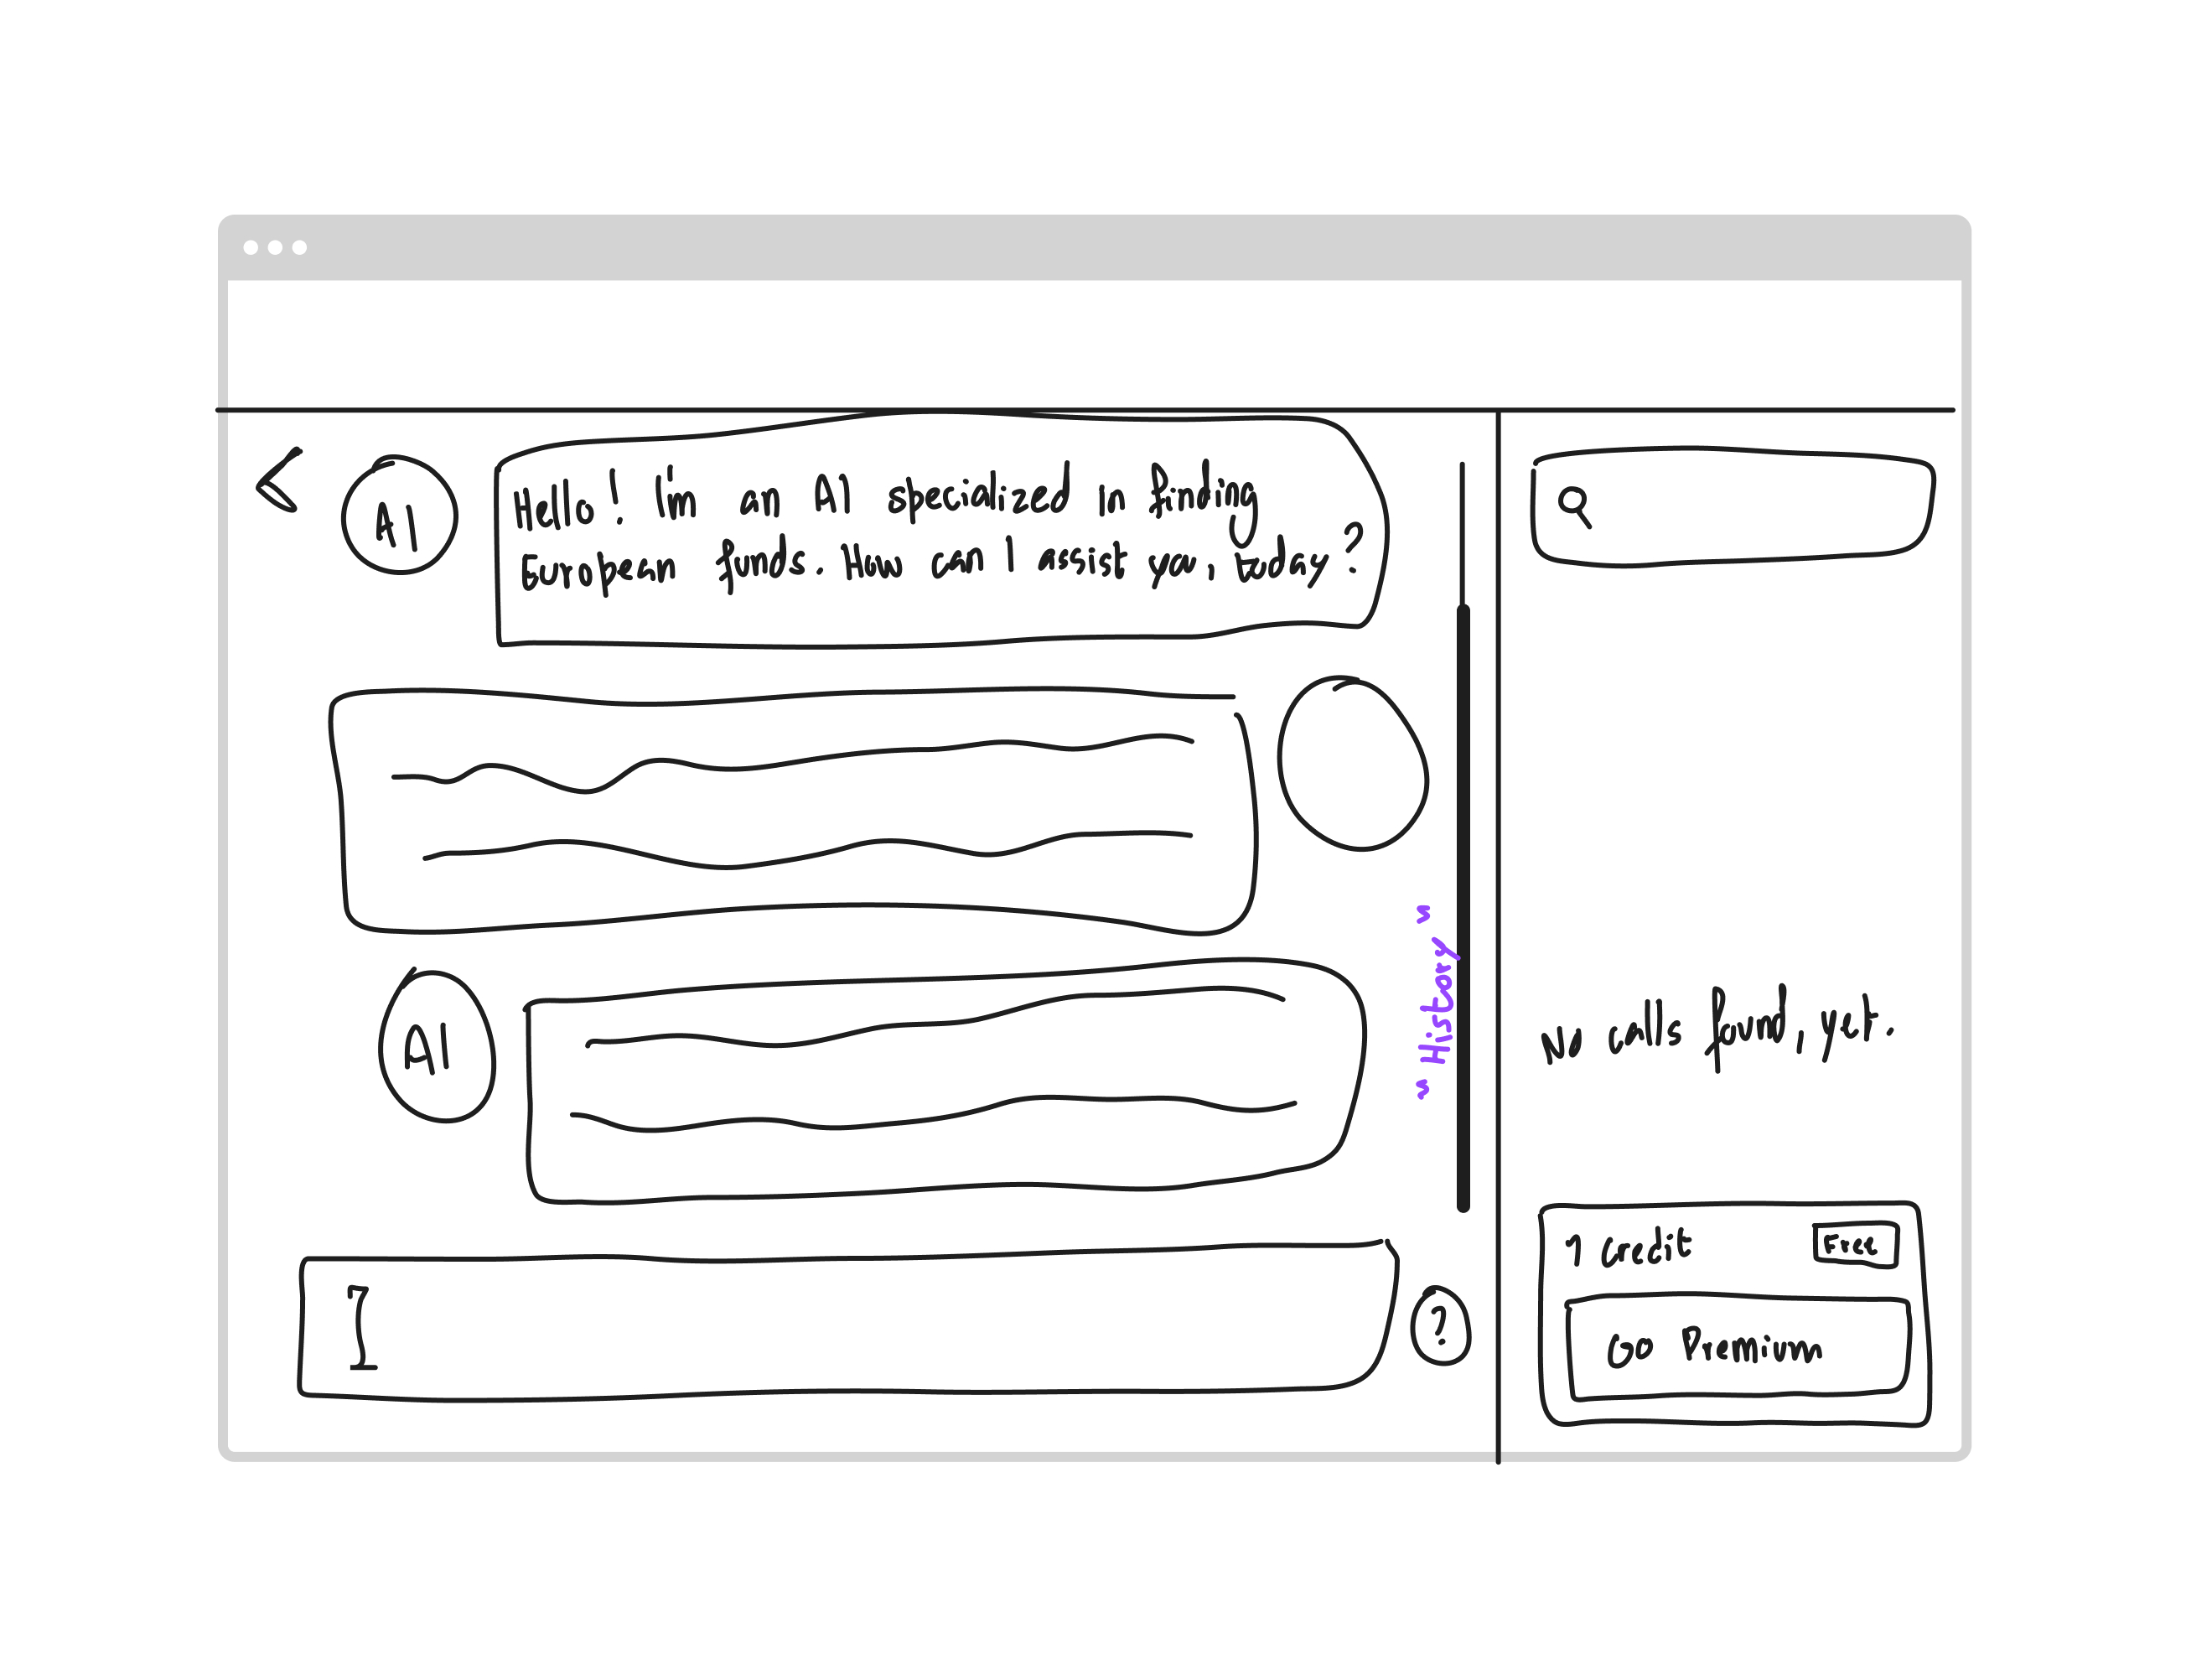 AI
Hello! I'm an AI specialized in finding
European funds. How can I assist you, today?
AI
"History"
No calls found, yet.
1 credit
Free
Go Premium
?